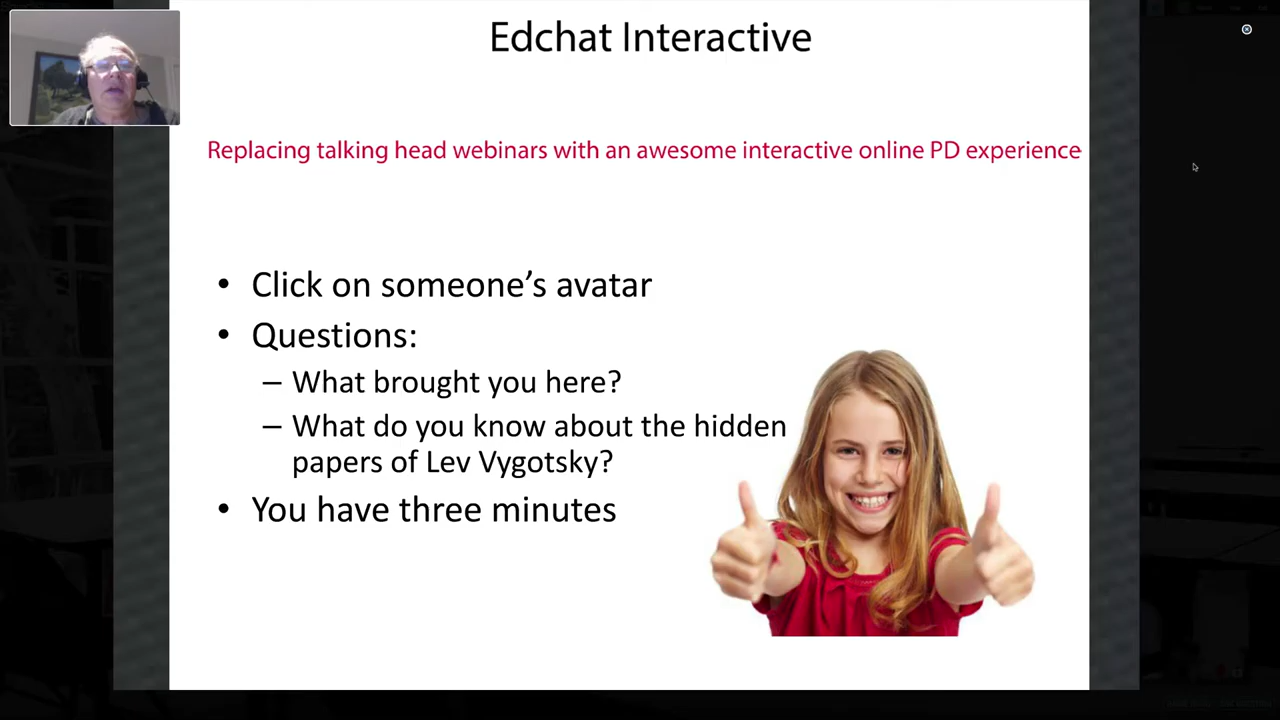 Edchat Interactive
Replacing talking head webinars with an awesome interactive online PD experience
• Click on someone’s avatar
• Questions:
– What brought you here?
– What do you know about the hidden
papers of Lev Vygotsky?
• You have three minutes